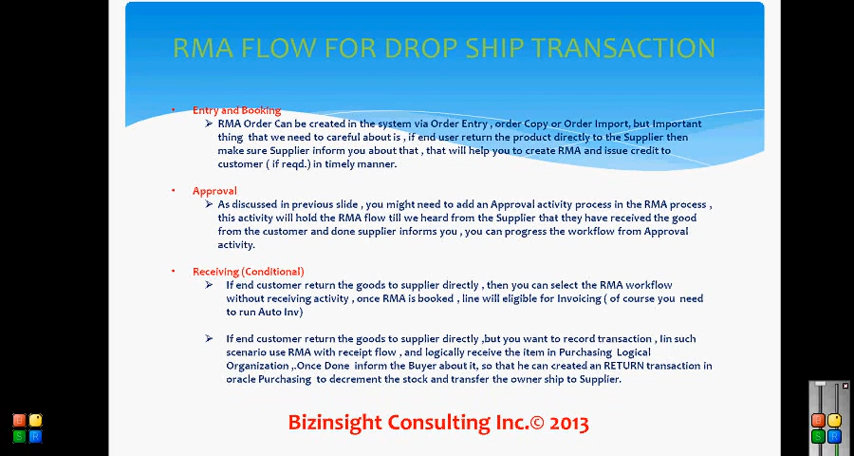 RMA FLOW FOR DROP SHIP TRANSACTION
• Entry and Booking
➢ RMA Order Can be created in the system via Order Entry , order Copy or Order Import, but Important
thing that we need to careful about is , if end user return the product directly to the Supplier then
make sure Supplier inform you about that , that will help you to create RMA and issue credit to
customer ( if reqd.) in timely manner.
• Approval
➢ As discussed in previous slide , you might need to add an Approval activity process in the RMA process ,
this activity will hold the RMA flow till we heard from the Supplier that they have received the good
from the customer and done supplier informs you , you can progress the workflow from Approval
activity.
• Receiving (Conditional)
➢ If end customer return the goods to supplier directly , then you can select the RMA workflow
without receiving activity , once RMA is booked , line will eligible for Invoicing ( of course you need
to run Auto Inv)
➢ If end customer return the goods to supplier directly ,but you want to record transaction , Iin such
scenario use RMA with receipt flow , and logically receive the item in Purchasing Logical
Organization ,.Once Done inform the Buyer about it, so that he can created an RETURN transaction in
oracle Purchasing to decrement the stock and transfer the owner ship to Supplier.
Bizinsight Consulting Inc.© 2013
B
S R
B
S R